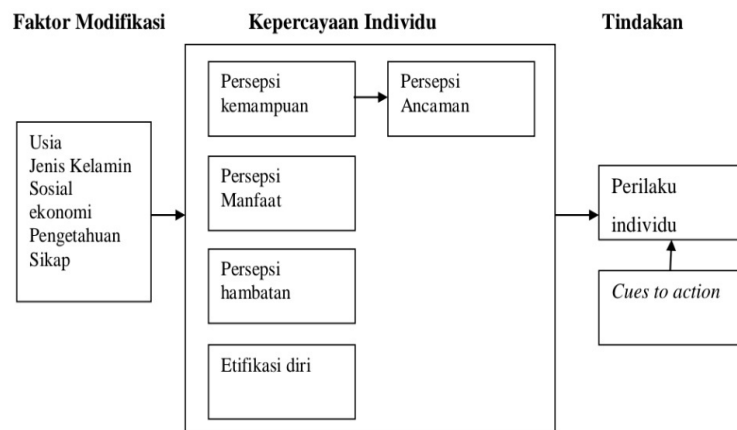 Faktor Modifikasi
Kepercayaan Individu
Tindakan
Usia
Jenis Kelamin
Sosial
ekonomi
Pengetahuan
Sikap
Persepsi
kemampuan
Persepsi
Ancaman
Persepsi
Manfaat
Persepsi
hambatan
Etifikasi diri
Perilaku
individu
Cues to action